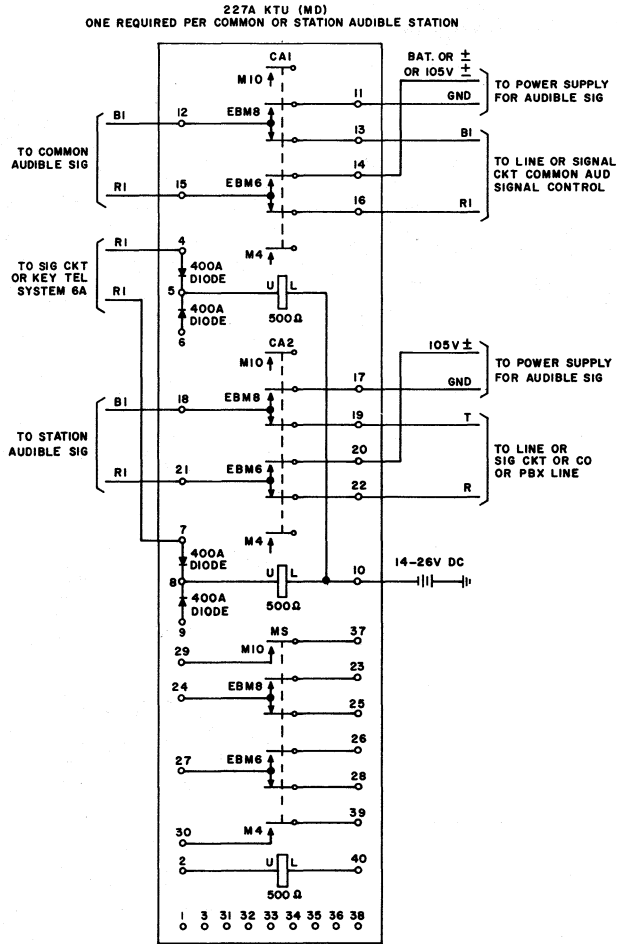 227A KTU (MD)
ONE REQUIRED PER COMMON OR STATION AUDIBLE STATION
CA1
M10
BAT. OR ±
OR 105V ±
TO POWER SUPPLY
FOR AUDIBLE SIG
11
GND
B1
12
EBM8
13
B1
TO COMMON
AUDIBLE SIG
14
TO LINE OR SIGNAL
CKT COMMON AUD
SIGNAL CONTROL
R1
15
EBM6
16
R1
R1
4
M4
TO SIG CKT
OR KEY TEL
SYSTEM 6A
400A
DIODE
R1
5
U L
400A
DIODE
500Ω
6
CA2
M10
105V ±
TO POWER SUPPLY
FOR AUDIBLE SIG
17
GND
B1
18
EBM8
19
T
TO STATION
AUDIBLE SIG
20
TO LINE OR
SIG CKT OR CO
OR PBX LINE
R1
21
EBM6
22
R
7
M4
400A
DIODE
8
U L
10
14-26V DC
400A
DIODE
500Ω
9
MS
37
29
M10
23
24
EBM8
25
26
27
EBM6
28
39
30
M4
2
U L
40
500Ω
1 3 31 32 33 34 35 36 38